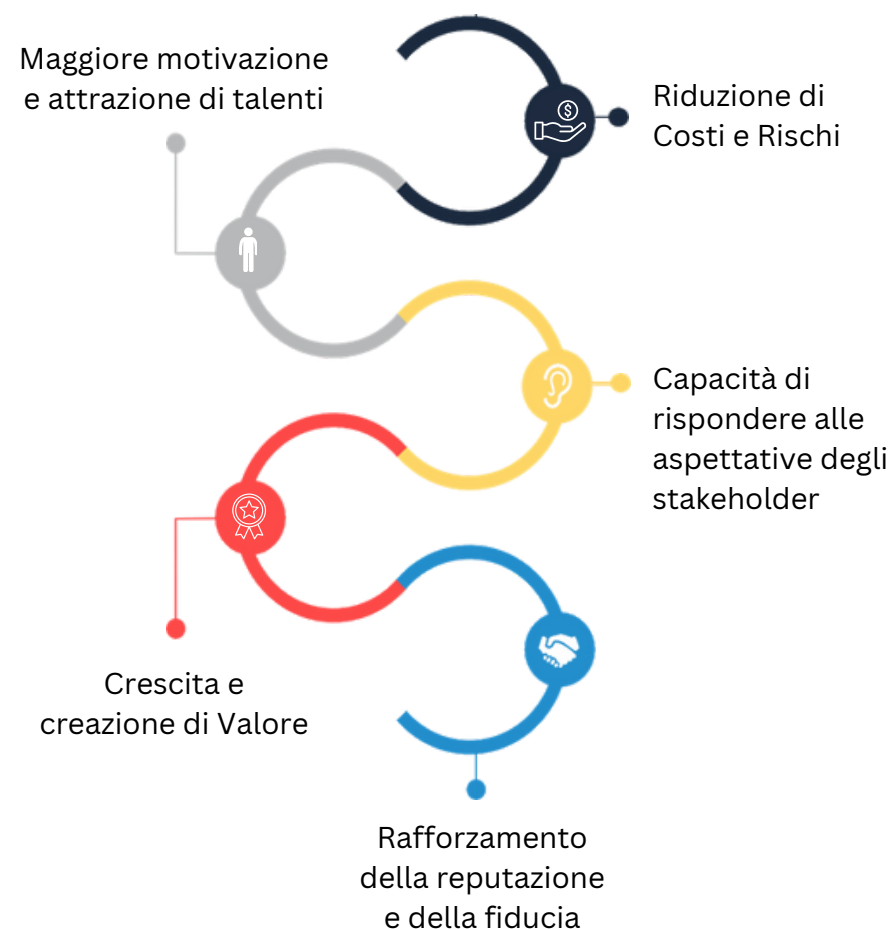 Maggiore motivazione
e attrazione di talenti
Riduzione di
Costi e Rischi
$
Capacità di
rispondere alle
aspettative degli
stakeholder
Crescita e
creazione di Valore
Rafforzamento
della reputazione
e della fiducia